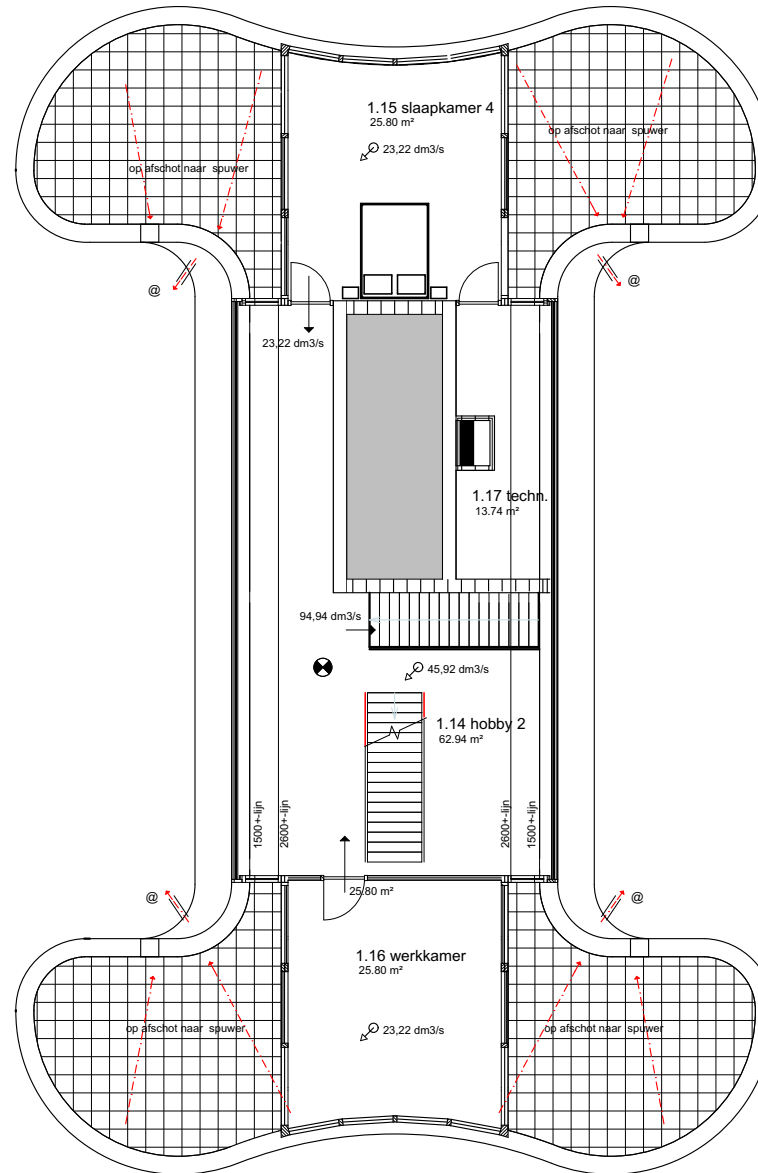 1.15 slaapkamer 4
25.80 m²
23,22 dm3/s
op afschot naar spuwer
op afschot naar spuwer
@
@
23,22 dm3/s
1.17 techn.
13.74 m²
94,94 dm3/s
45,92 dm3/s
1.14 hobby 2
62.94 m²
1500+-lijn
2600+-lijn
2600+-lijn
1500+-lijn
25.80 m²
@
@
1.16 werkkamer
25.80 m²
23,22 dm3/s
op afschot naar spuwer
op afschot naar spuwer